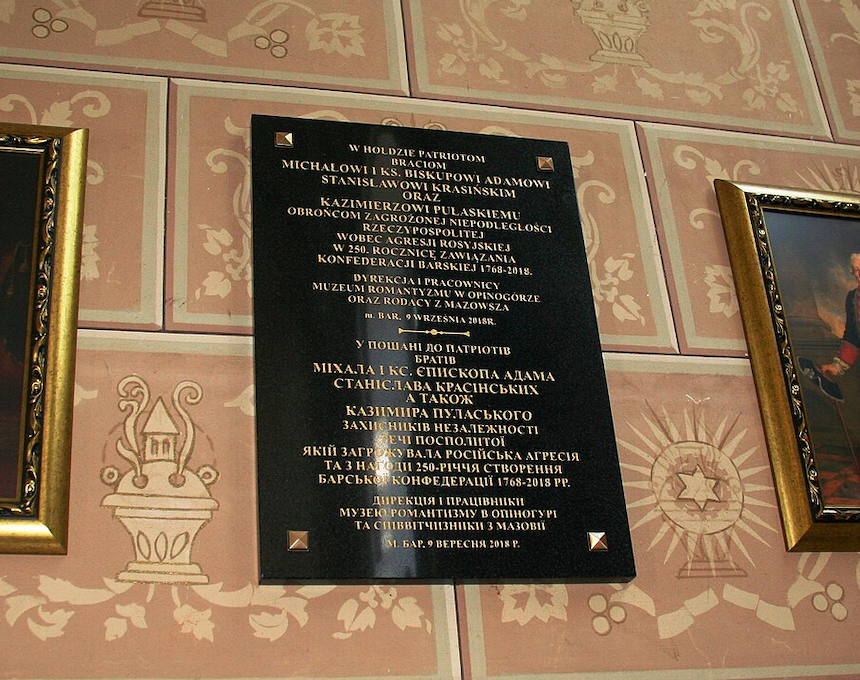 W HOŁDZIE PATRIOTOM
BRACIOM
MICHAŁOWI I KS. BISKUPOWI ADAMOWI
STANISŁAWOWI KRASIŃSKIM
ORAZ
KAZIMIERZOWI PUŁASKIEMU
OBROŃCOM ZAGROŻONEJ NIEPODLEGŁOŚCI
RZECZYPOSPOLITEJ
WOBEC AGRESJI ROSYJSKIEJ
W 250. ROCZNICĘ ZAWIĄZANIA
KONFEDERACJI BARSKIEJ 1768-2018.
DYREKCJA I PRACOWNICY
MUZEUM ROMANTYZMU W OPINOGÓRZE
ORAZ RODACY Z MAZOWSZA
m. BAR, 9 WRZEŚNIA 2018R.
У ПОШАНІ ДО ПАТРІОТІВ
БРАТІВ
МІХАЛА І КС. ЄПИСКОПА АДАМА
СТАНІСЛАВА КРАСІНСЬКИХ
А ТАКОЖ
КАЗИМИРА ПУЛАСЬКОГО
ЗАХИСНИКІВ НЕЗАЛЕЖНОСТІ
РЕЧІ ПОСПОЛИТОЇ
ЯКІЙ ЗАГРОЖУВАЛА РОСІЙСЬКА АГРЕСІЯ
ТА З НАГОДИ 250-РІЧЧЯ СТВОРЕННЯ
БАРСЬКОЇ КОНФЕДЕРАЦІЇ 1768-2018 РР.
ДИРЕКЦІЯ І ПРАЦІВНИКИ
МУЗЕЮ РОМАНТИЗМУ В ОПІНОГУРІ
ТА СПІВВІТЧИЗНИКИ З МАЗОВІЇ
М. БАР, 9 ВЕРЕСНЯ 2018 Р.